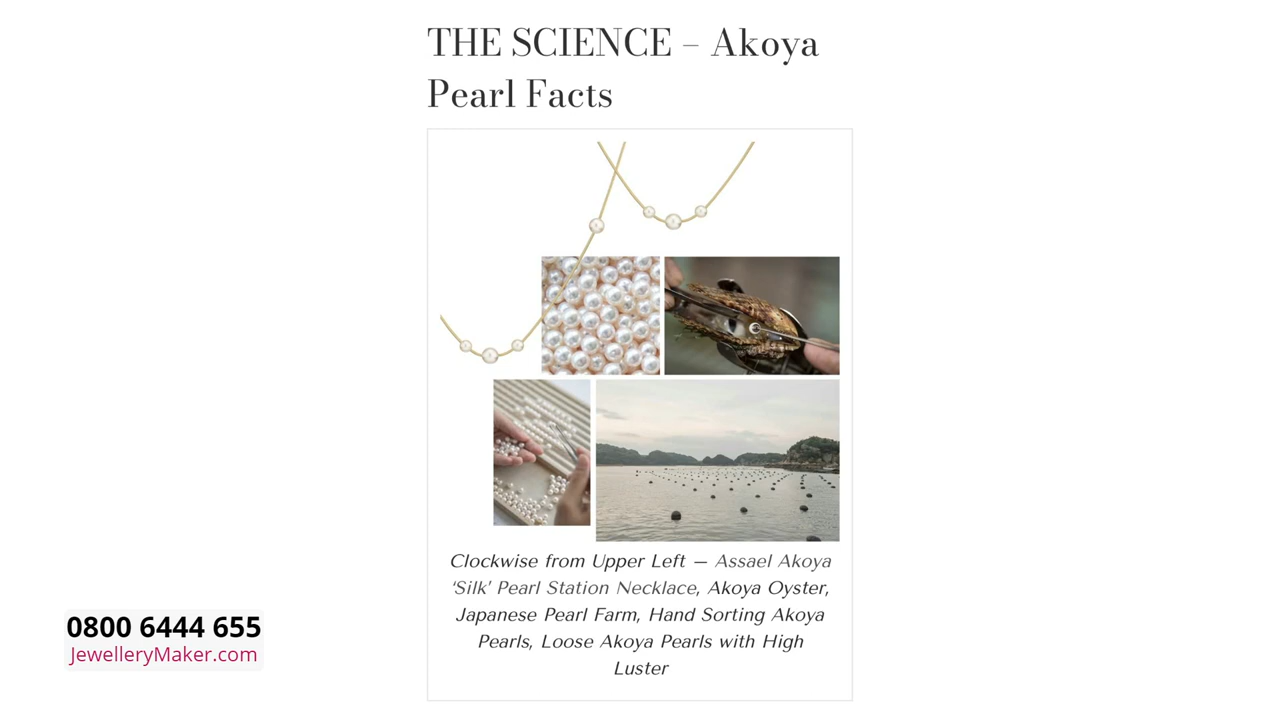 THE SCIENCE – Akoya
Pearl Facts
Clockwise from Upper Left — Assael Akoya
‘Silk’ Pearl Station Necklace, Akoya Oyster,
Japanese Pearl Farm, Hand Sorting Akoya
Pearls, Loose Akoya Pearls with High
Luster
0800 6444 655
JewelleryMaker.com